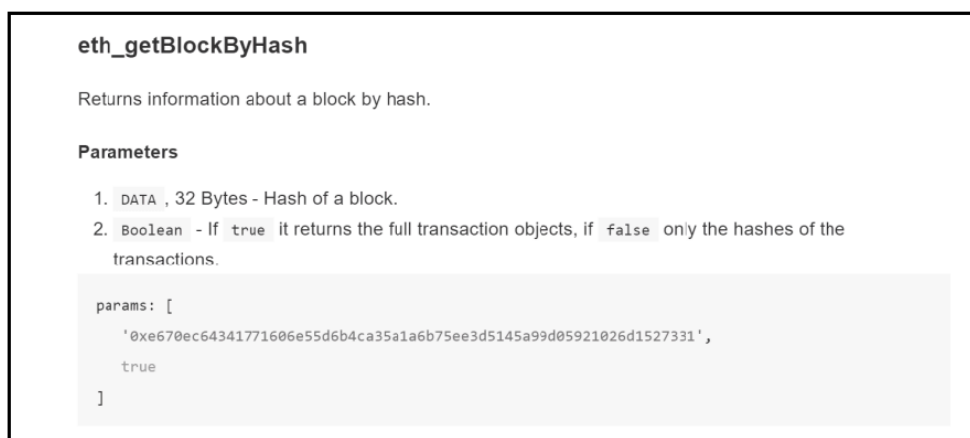 eth_getBlockByHash
Returns information about a block by hash.
Parameters
1. DATA , 32 Bytes - Hash of a block.
2. Boolean - If true it returns the full transaction objects, if false only the hashes of the
transactions.
params: [
'0xe670ec64341771606e55d6b4ca35a1a6b75ee3d5145a99d05921026d1527331',
true
]